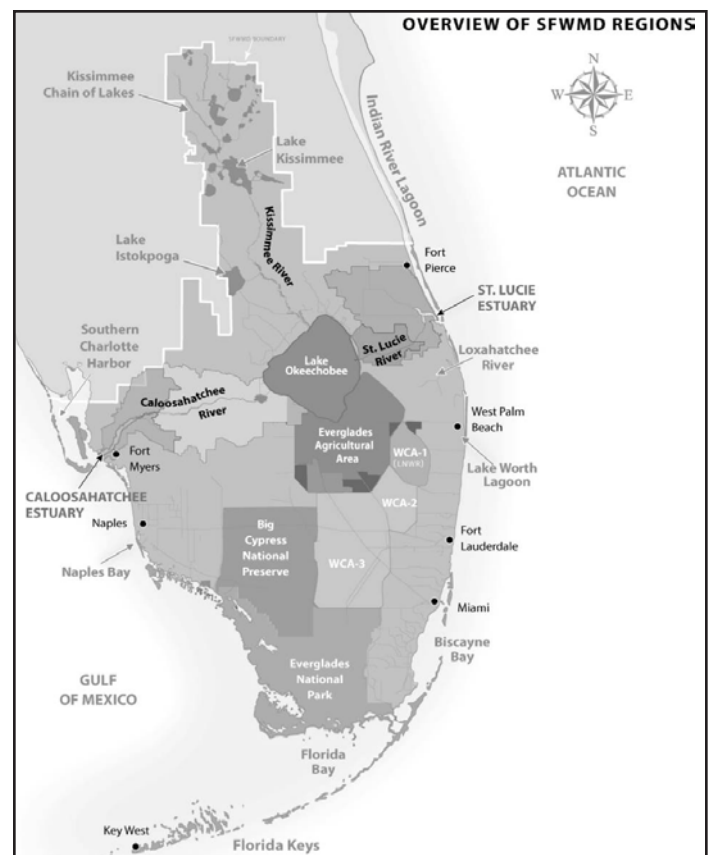 OVERVIEW OF SFWMD REGIONS
SFWMD BOUNDARY
Kissimmee
Chain of Lakes
N
W
E
S
Indian River Lagoon
Lake
Kissimmee
ATLANTIC
OCEAN
Kissimmee River
Lake
Istokpoga
Fort
Pierce
ST. LUCIE
ESTUARY
Southern
Charlotte
Harbor
St. Lucie
River
Lake
Okeechobee
Loxahatchee
River
Caloosahatchee
River
West Palm
Beach
Everglades
Agricultural
Area
WCA-1
(LNWR)
Fort
Myers
Lake Worth
Lagoon
CALOOSAHATCHEE
ESTUARY
WCA-2
Naples
Big
Cypress
National
Preserve
Fort
Lauderdale
WCA-3
Naples Bay
Miami
Biscayne
Bay
Everglades
National
Park
GULF
OF MEXICO
Florida
Bay
Key West
Florida Keys